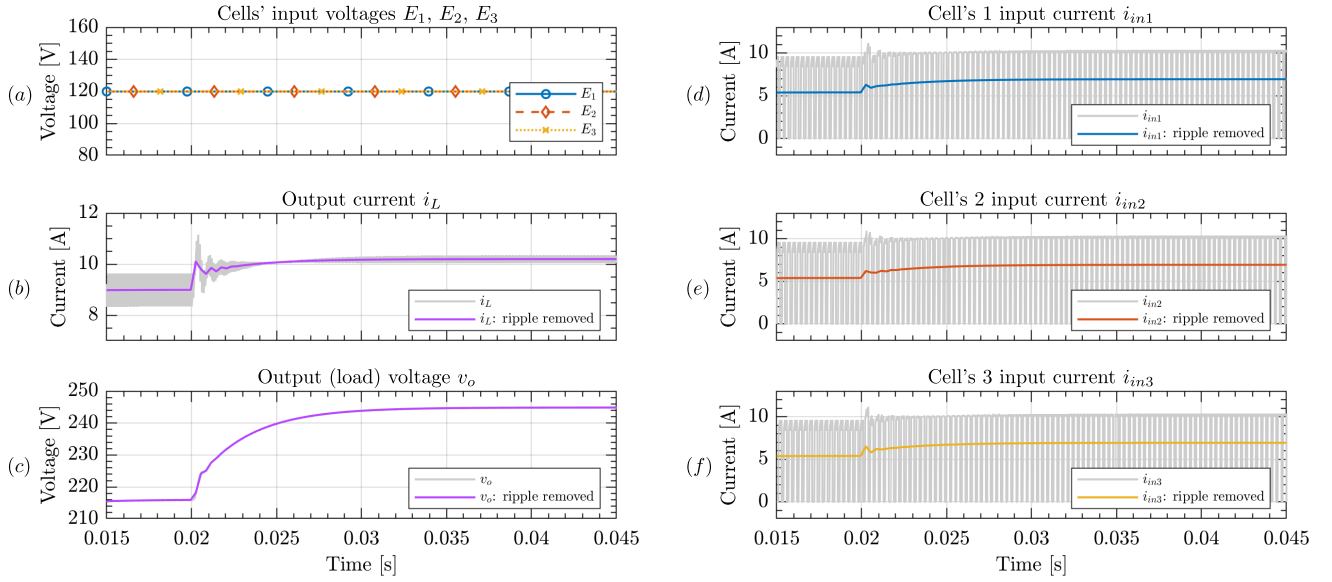 Cells' input voltages E1, E2, E3
(a)
Voltage [V]
160
140
120
100
80
E1
E2
E3
Output current iL
(b)
Current [A]
12
10
8
iL
iL: ripple removed
Output (load) voltage vo
(c)
Voltage [V]
250
240
230
220
210
vo
vo: ripple removed
0.015 0.02 0.025 0.03 0.035 0.04 0.045
Time [s]
Cell's 1 input current iin1
(d)
Current [A]
10
5
0
iin1
iin1: ripple removed
Cell's 2 input current iin2
(e)
Current [A]
10
5
0
iin2
iin2: ripple removed
Cell's 3 input current iin3
(f)
Current [A]
10
5
0
iin3
iin3: ripple removed
0.015 0.02 0.025 0.03 0.035 0.04 0.045
Time [s]